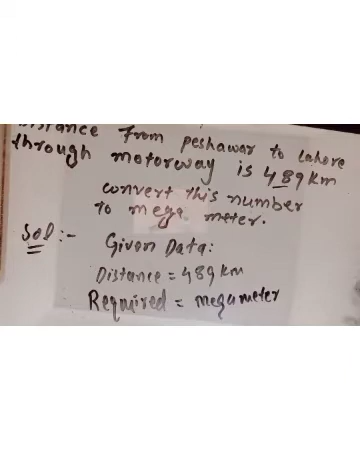 Distance From peshawar to Lahore
through motorway is 489 km
convert this number
to mega meter.
Sol:-
Given Data:
Distance = 489 km
Required = megameter